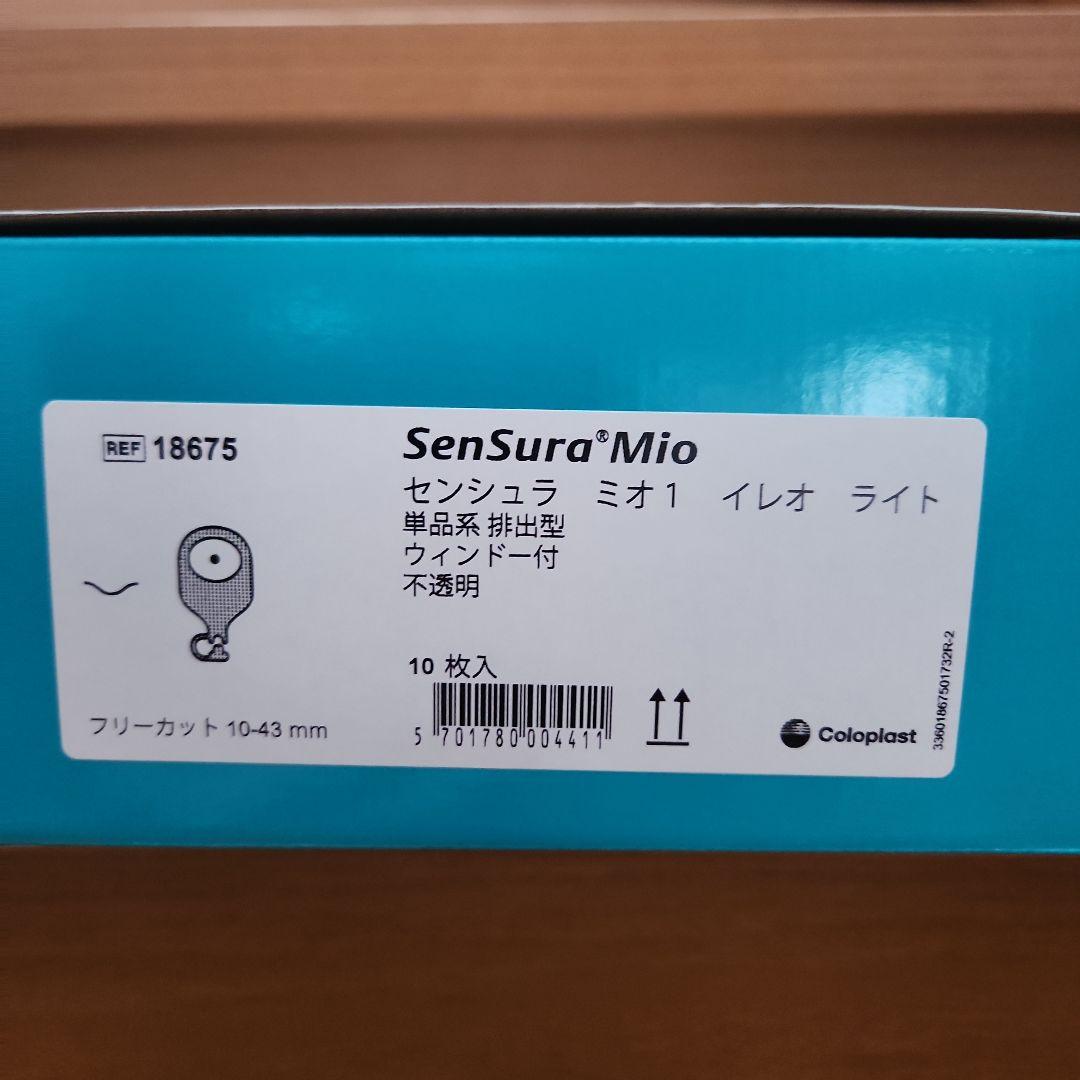 REF 18675
SenSura®Mio
センシュラ ミオ1 イレオ ライト
単品系 排出型
ウィンドー付
不透明
10 枚入
フリーカット 10-43 mm
5 701780 004411
Coloplast
3360186750173​2R-2